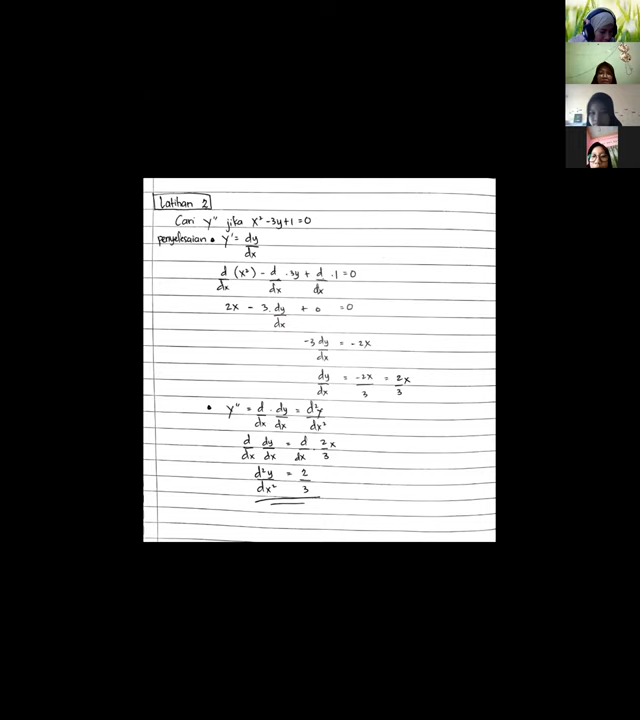 Latihan 2
Cari y" jika x² - 3y + 1 = 0
penyelesaian • y' = dy/dx
d/dx (x²) - d/dx . 3y + d/dx . 1 = 0
2x - 3. dy/dx + 0 = 0
-3 dy/dx = -2x
dy/dx = -2x/3 = 2x/3
• y" = d/dx . dy/dx = d²y/dx²
d/dx dy/dx = d/dx . 2x/3
d²y/dx² = 2/3